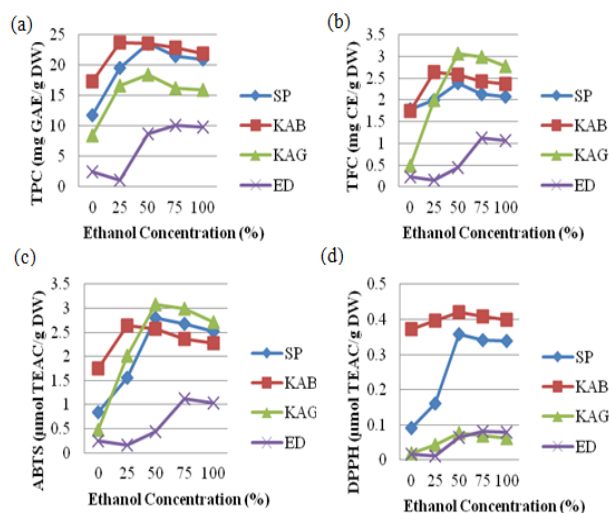 (a)
TPC (mg GAE/g DW)
25
20
15
10
5
0
0 25 50 75 100
Ethanol Concentration (%)
SP
KAB
KAG
ED
(b)
TFC (mg CE/g DW)
3.5
3
2.5
2
1.5
1
0.5
0
0 25 50 75 100
Ethanol Concentration (%)
SP
KAB
KAG
ED
(c)
ABTS (μmol TEAC/g DW)
3.5
3
2.5
2
1.5
1
0.5
0
0 25 50 75 100
Ethanol Concentration (%)
SP
KAB
KAG
ED
(d)
DPPH (μmol TEAC/g DW)
0.5
0.4
0.3
0.2
0.1
0
0 25 50 75 100
Ethanol Concentration (%)
SP
KAB
KAG
ED